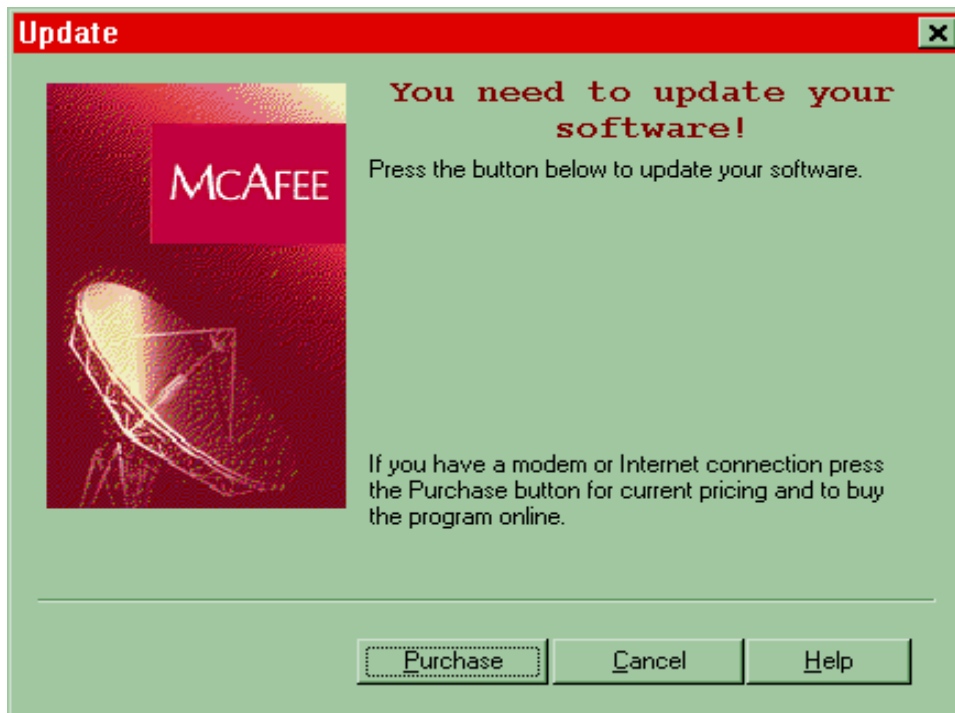 Update
You need to update your
software!
MCAFEE
Press the button below to update your software.
If you have a modem or Internet connection press
the Purchase button for current pricing and to buy
the program online.
Purchase
Cancel
Help